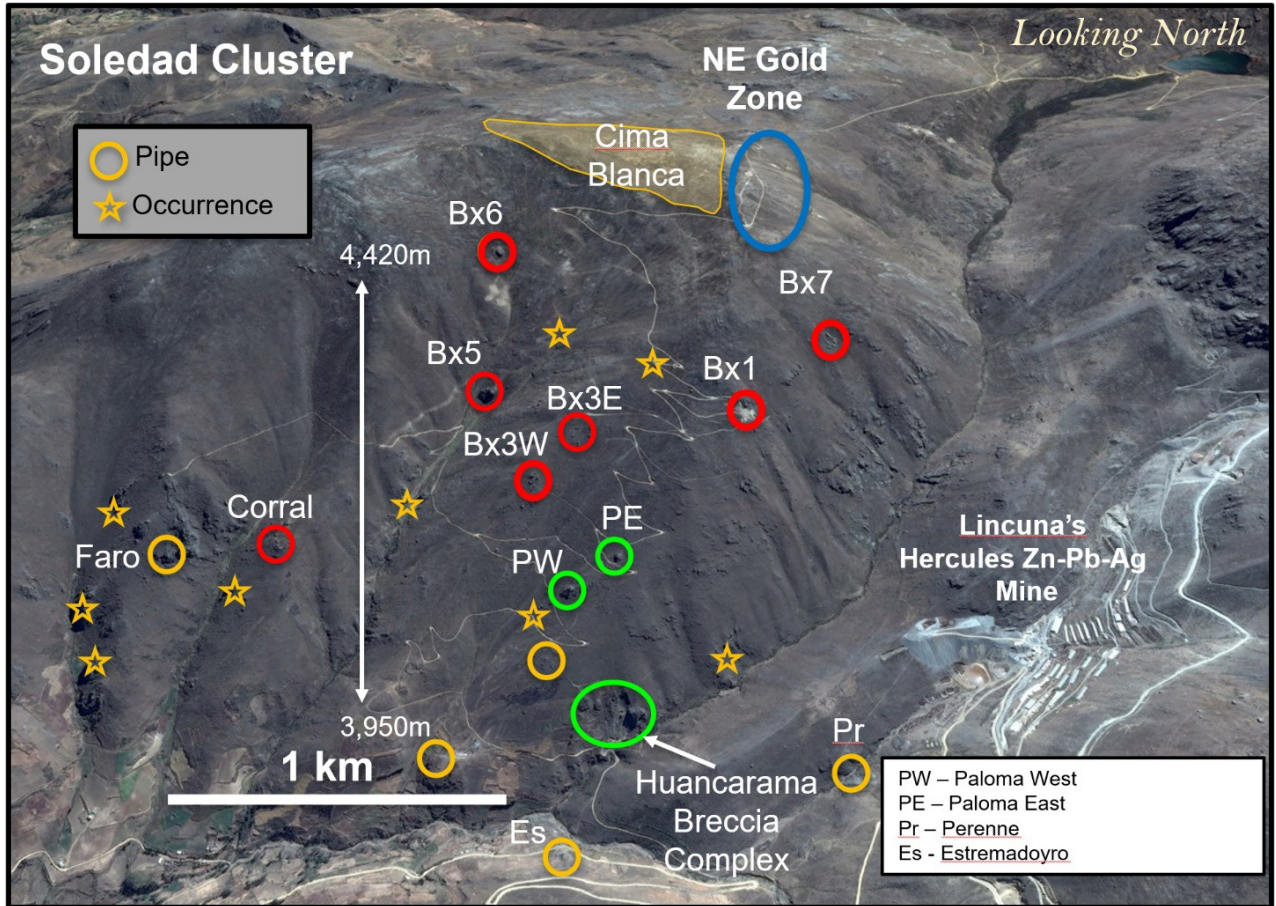 Soledad Cluster
Looking North
NE Gold
Zone
Pipe
Occurrence
Cima
Blanca
Bx6
4,420m
Bx7
Bx5
Bx1
Bx3E
Bx3W
Corral
Faro
PE
PW
Lincuna's
Hercules Zn-Pb-Ag
Mine
3,950m
1 km
Pr
Huancarama
Breccia
Complex
Es
PW – Paloma West
PE – Paloma East
Pr – Perenne
Es - Estremadoyro